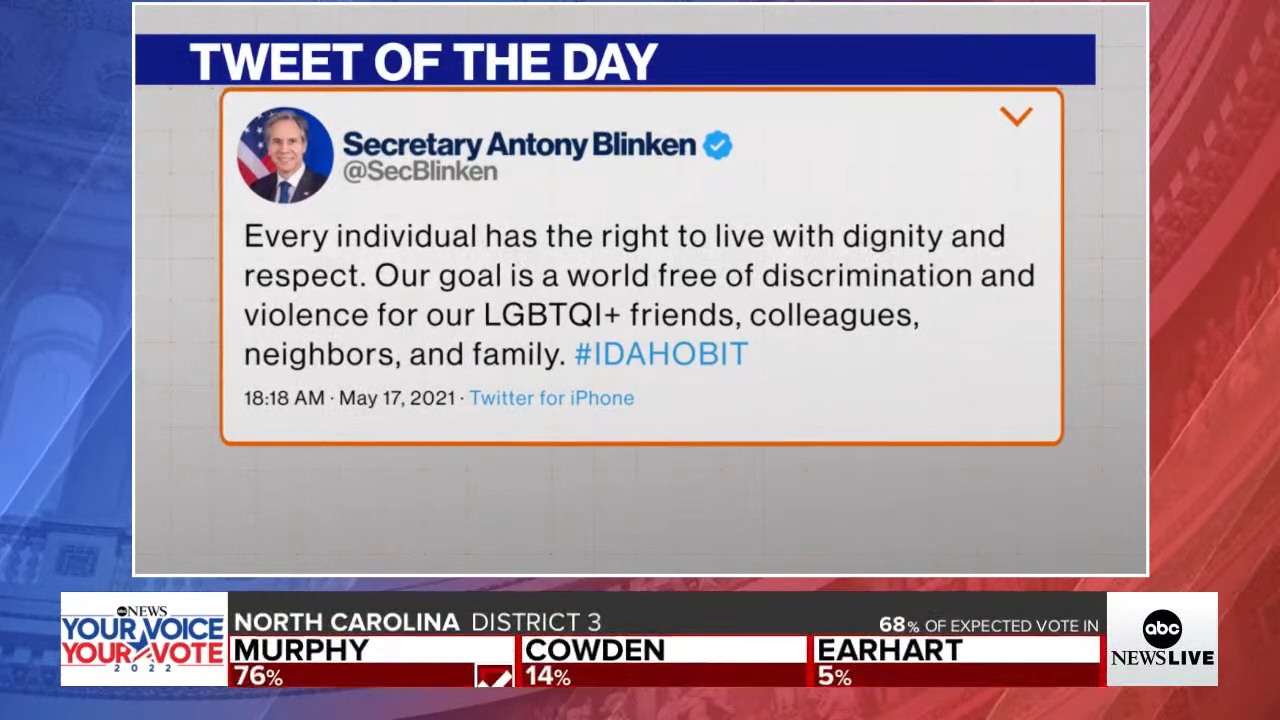 TWEET OF THE DAY
Secretary Antony Blinken
@SecBlinken
Every individual has the right to live with dignity and
respect. Our goal is a world free of discrimination and
violence for our LGBTQI+ friends, colleagues,
neighbors, and family. #IDAHOBIT
18:18 AM · May 17, 2021 · Twitter for iPhone
abc NEWS
YOUR VOICE
YOUR VOTE
2022
NORTH CAROLINA DISTRICT 3
68% OF EXPECTED VOTE IN
MURPHY
76%
COWDEN
14%
EARHART
5%
abc
NEWS LIVE